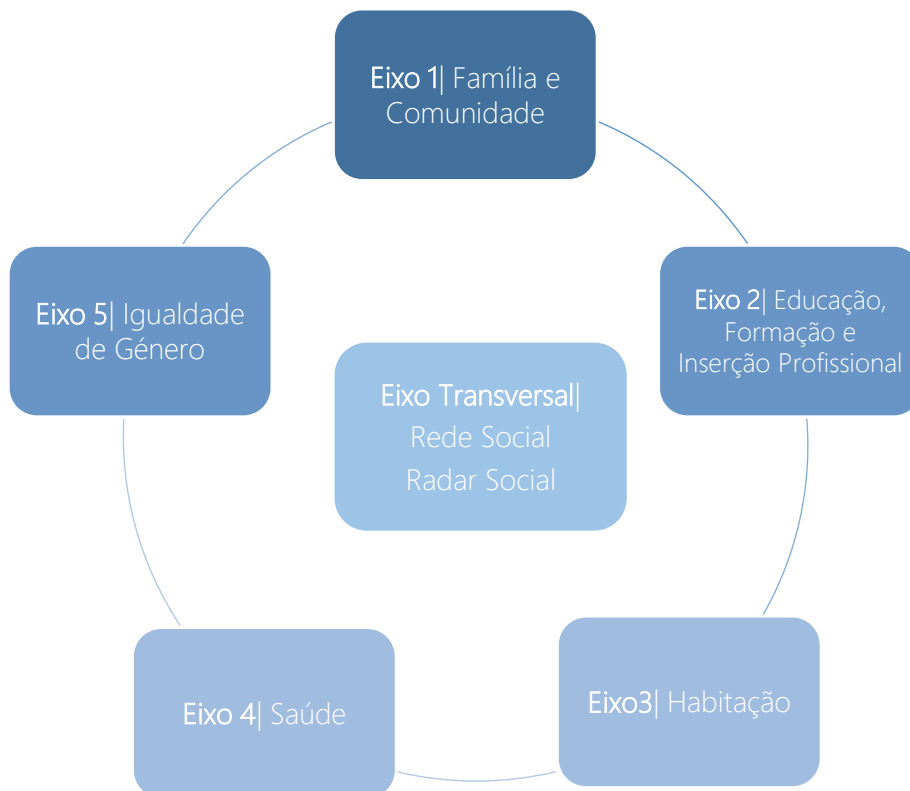 Eixo 1| Família e
Comunidade
Eixo 2| Educação,
Formação e
Inserção Profissional
Eixo3| Habitação
Eixo 4| Saúde
Eixo 5| Igualdade
de Género
Eixo Transversal|
Rede Social
Radar Social